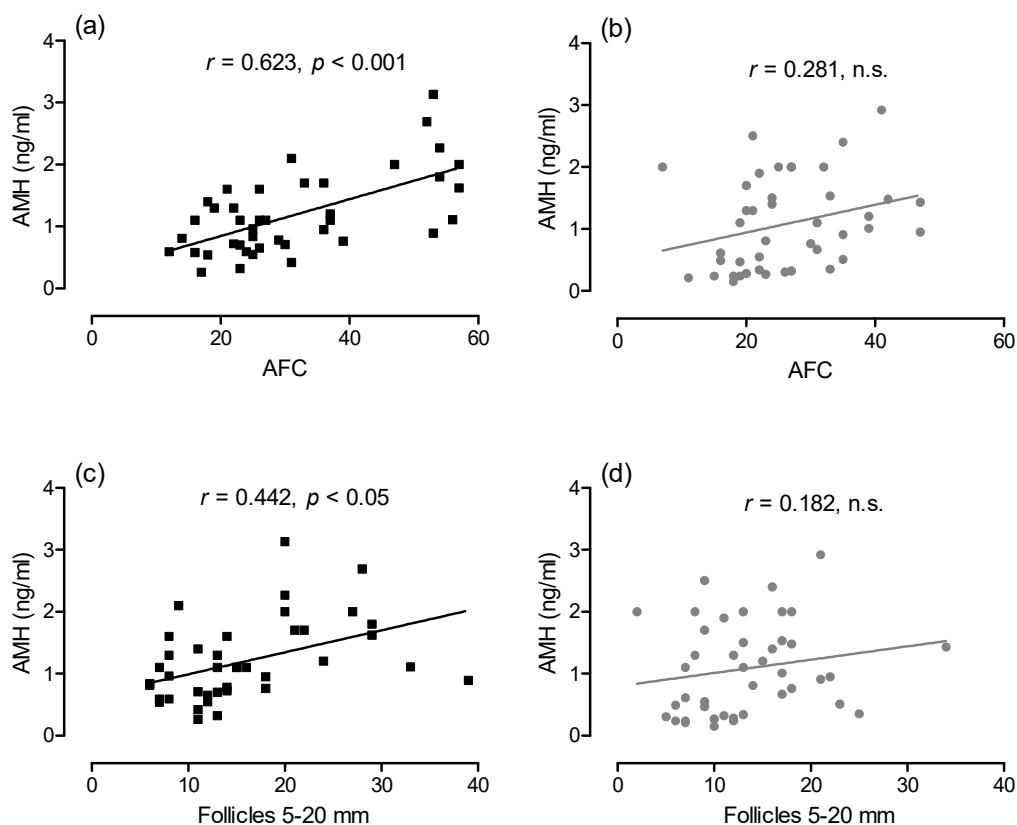 (a)
r = 0.623, p < 0.001
AMH (ng/ml)
4
3
2
1
0
0 20 40 60
AFC
(b)
r = 0.281, n.s.
AMH (ng/ml)
4
3
2
1
0
0 20 40 60
AFC
(c)
r = 0.442, p < 0.05
AMH (ng/ml)
4
3
2
1
0
0 10 20 30 40
Follicles 5-20 mm
(d)
r = 0.182, n.s.
AMH (ng/ml)
4
3
2
1
0
0 10 20 30 40
Follicles 5-20 mm